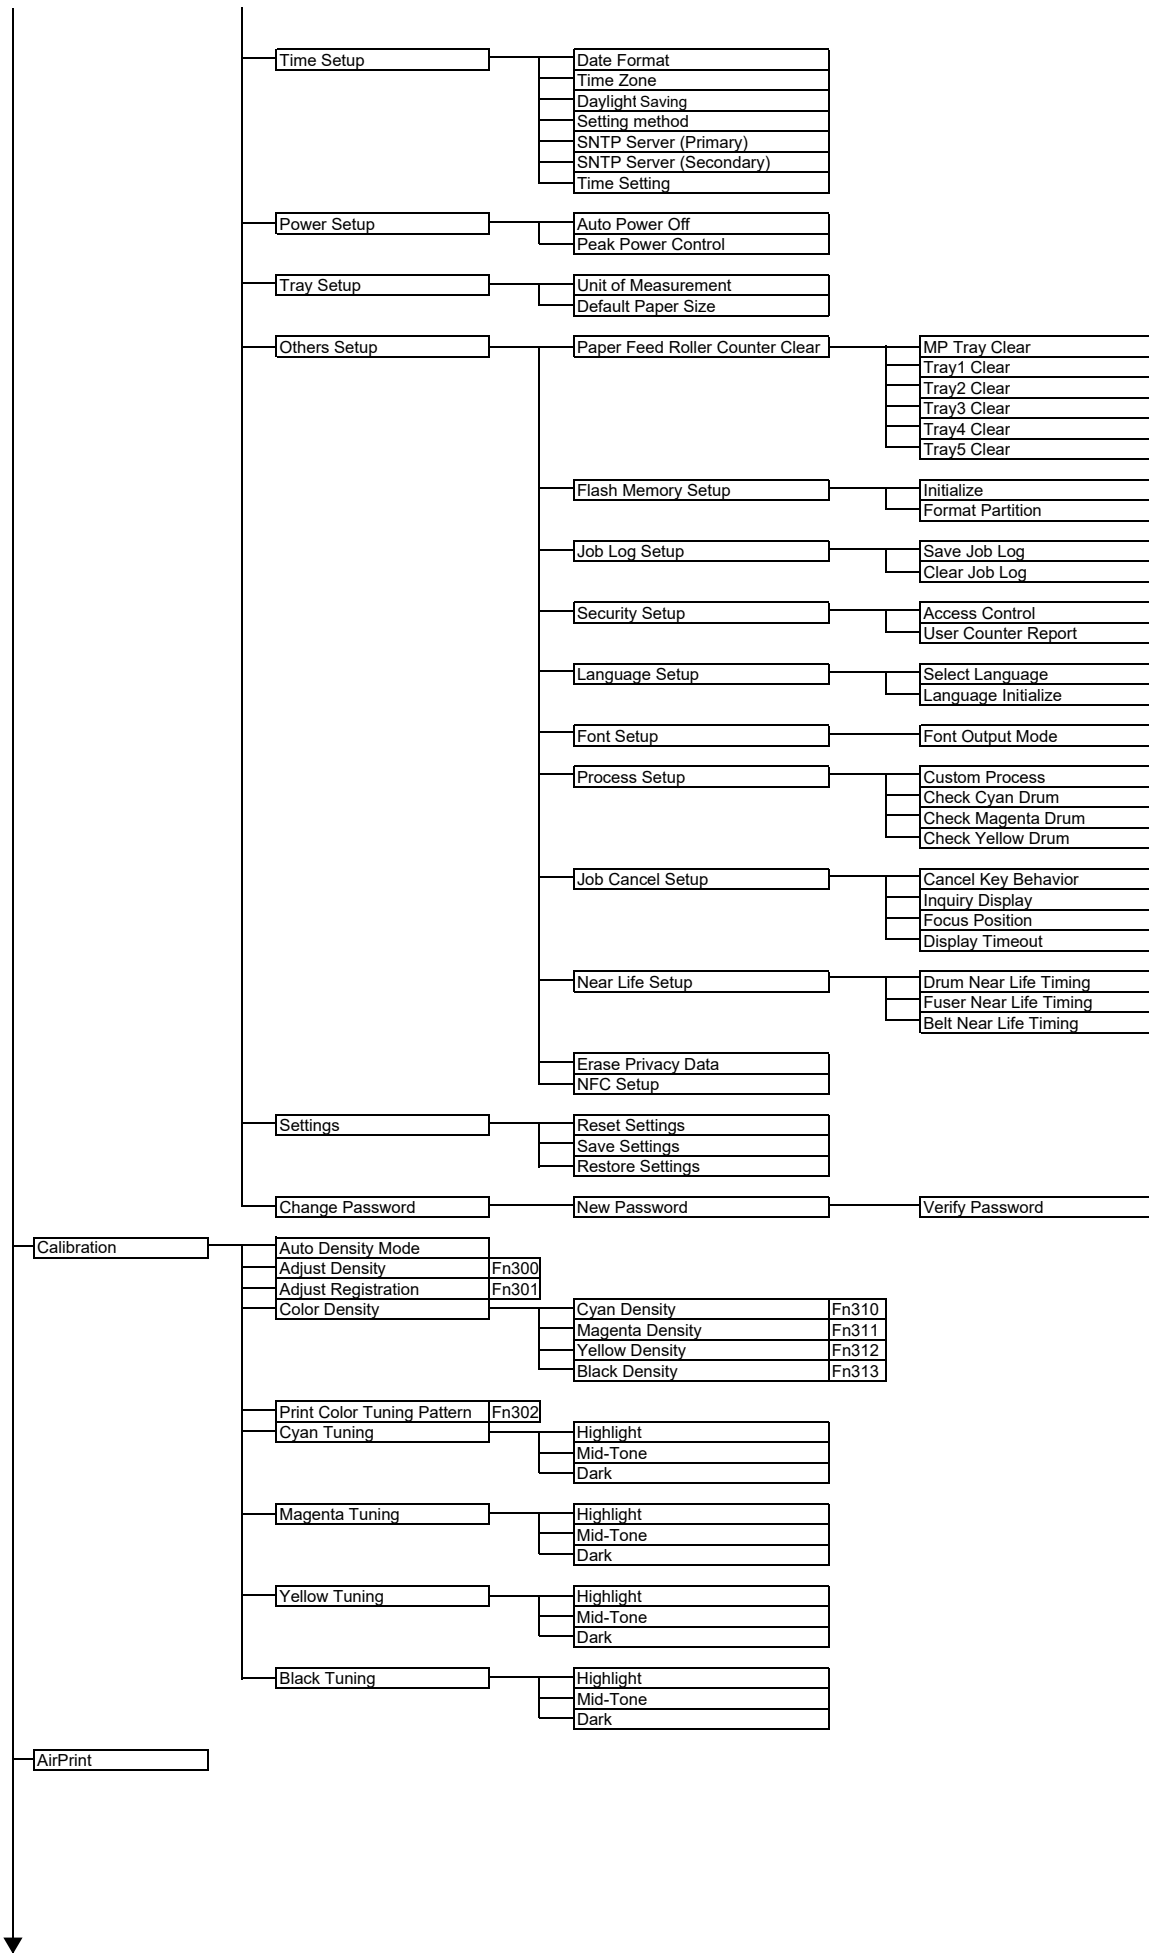 Time Setup
Date Format
Time Zone
Daylight Saving
Setting method
SNTP Server (Primary)
SNTP Server (Secondary)
Time Setting
Power Setup
Auto Power Off
Peak Power Control
Tray Setup
Unit of Measurement
Default Paper Size
Others Setup
Paper Feed Roller Counter Clear
MP Tray Clear
Tray1 Clear
Tray2 Clear
Tray3 Clear
Tray4 Clear
Tray5 Clear
Flash Memory Setup
Initialize
Format Partition
Job Log Setup
Save Job Log
Clear Job Log
Security Setup
Access Control
User Counter Report
Language Setup
Select Language
Language Initialize
Font Setup
Font Output Mode
Process Setup
Custom Process
Check Cyan Drum
Check Magenta Drum
Check Yellow Drum
Job Cancel Setup
Cancel Key Behavior
Inquiry Display
Focus Position
Display Timeout
Near Life Setup
Drum Near Life Timing
Fuser Near Life Timing
Belt Near Life Timing
Erase Privacy Data
NFC Setup
Settings
Reset Settings
Save Settings
Restore Settings
Change Password
New Password
Verify Password
Calibration
Auto Density Mode
Adjust Density Fn300
Adjust Registration Fn301
Color Density
Cyan Density Fn310
Magenta Density Fn311
Yellow Density Fn312
Black Density Fn313
Print Color Tuning Pattern Fn302
Cyan Tuning
Highlight
Mid-Tone
Dark
Magenta Tuning
Highlight
Mid-Tone
Dark
Yellow Tuning
Highlight
Mid-Tone
Dark
Black Tuning
Highlight
Mid-Tone
Dark
AirPrint